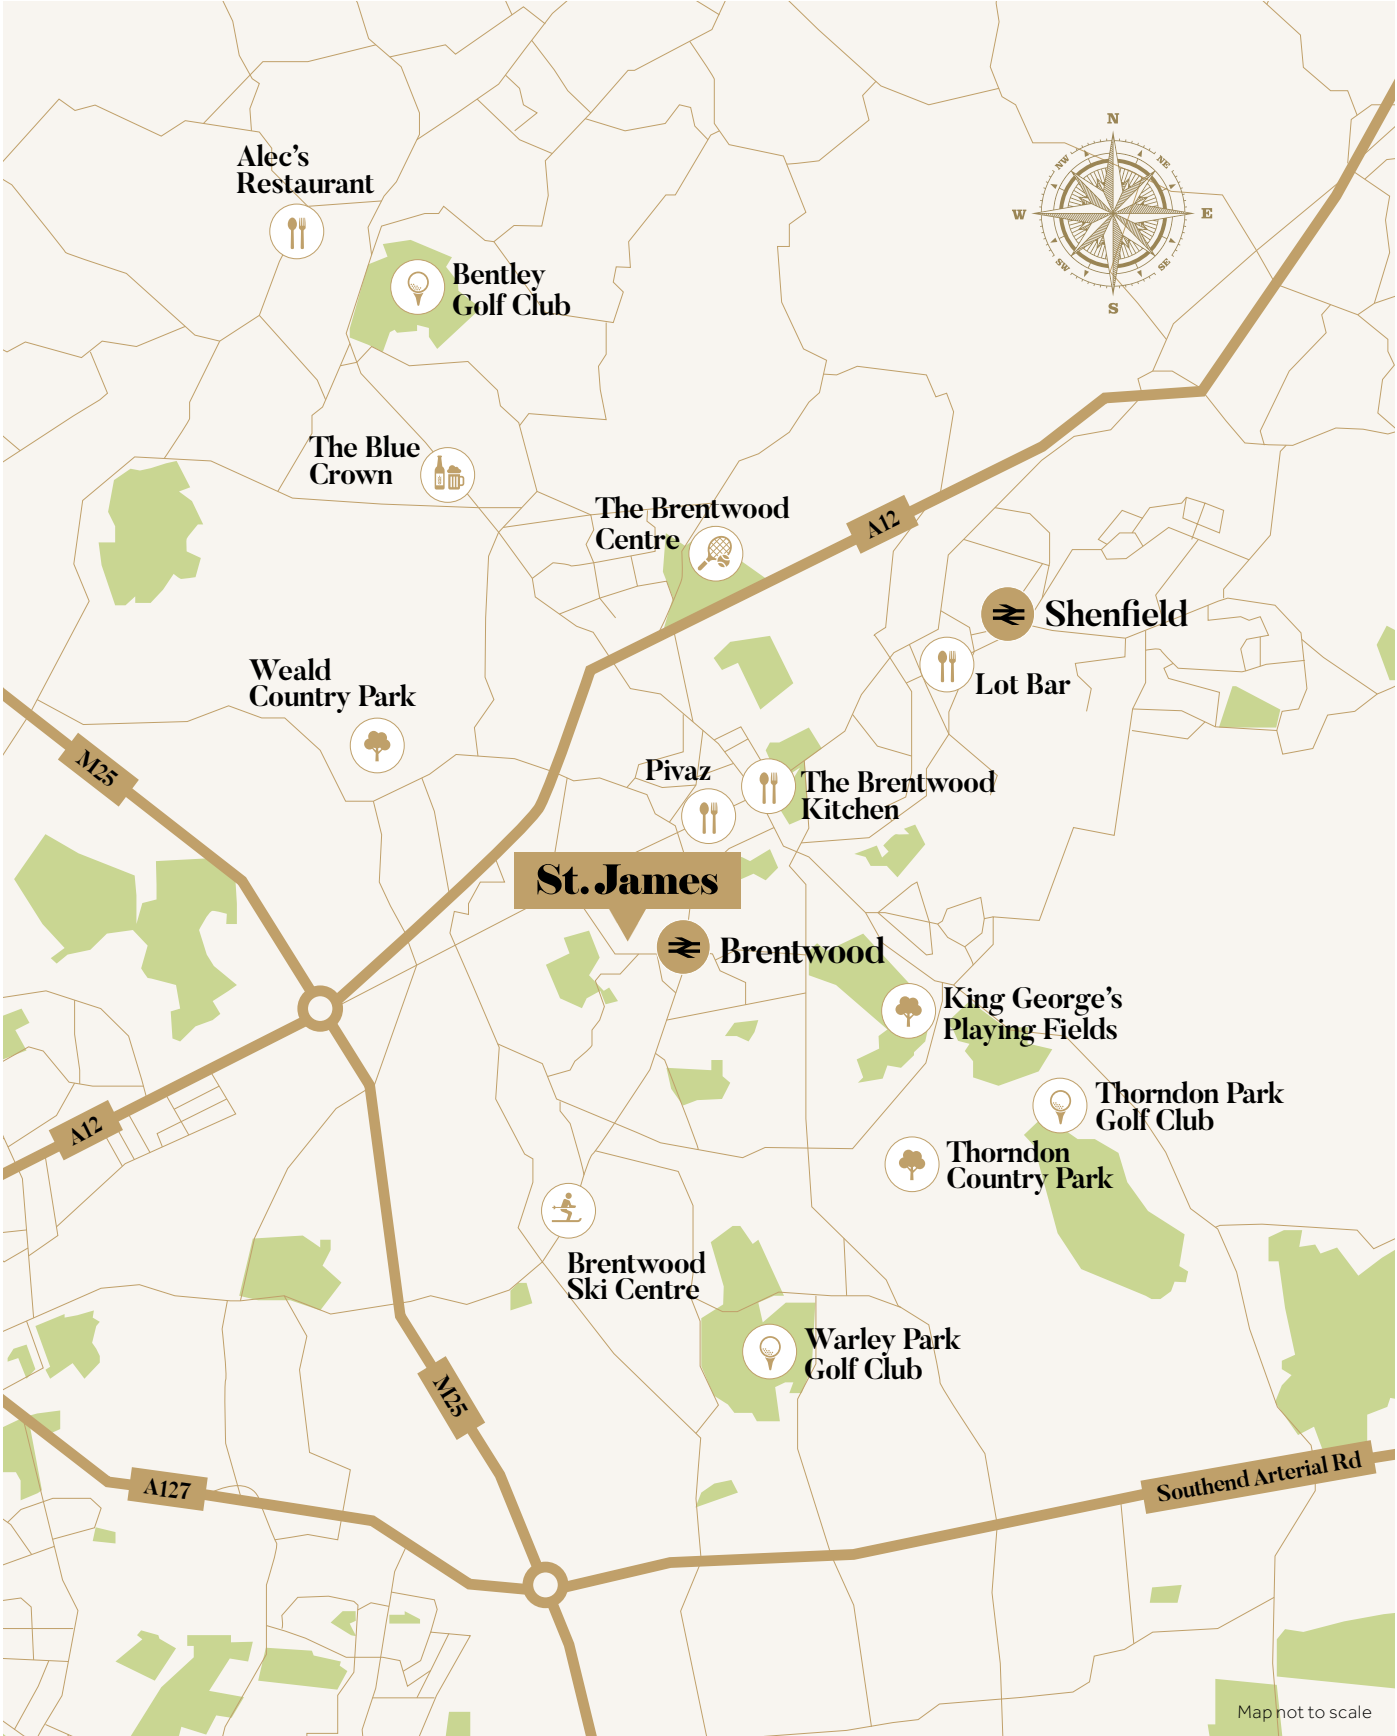 Alec's
Restaurant
N
NW
NE
W
E
SW
SE
S
Bentley
Golf Club
The Blue
Crown
The Brentwood
Centre
A12
Shenfield
Lot Bar
Weald
Country Park
M25
Pivaz
The Brentwood
Kitchen
St. James
Brentwood
King George's
Playing Fields
Thorndon Park
Golf Club
A12
Thorndon
Country Park
Brentwood
Ski Centre
Warley Park
Golf Club
M25
A127
Southend Arterial Rd
Map not to scale